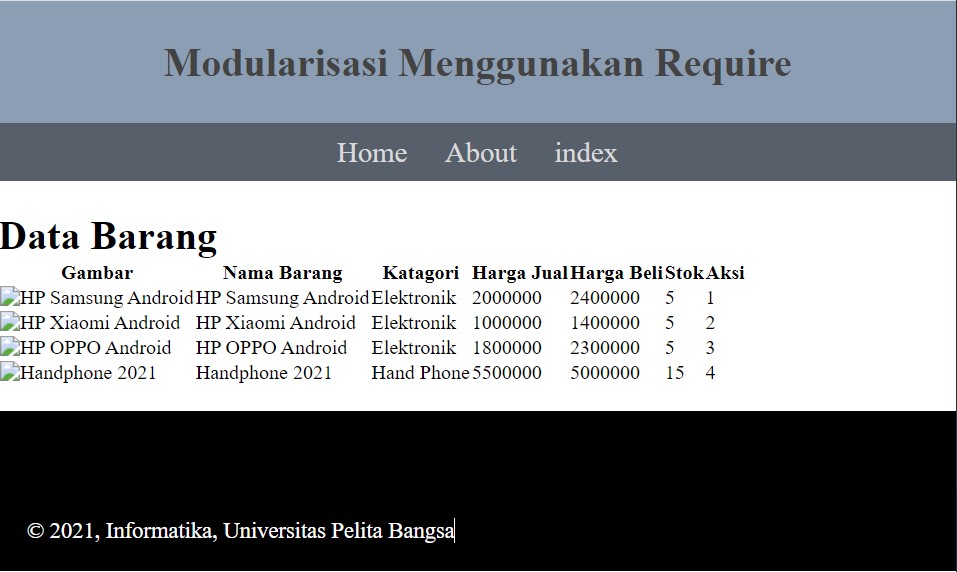 Modularisasi Menggunakan Require
Home About index
Data Barang
Gambar Nama Barang Katagori Harga Jual Harga Beli Stok Aksi
HP Samsung Android HP Samsung Android Elektronik 2000000 2400000 5 1
HP Xiaomi Android HP Xiaomi Android Elektronik 1000000 1400000 5 2
HP OPPO Android HP OPPO Android Elektronik 1800000 2300000 5 3
Handphone 2021 Handphone 2021 Hand Phone 5500000 5000000 15 4
© 2021, Informatika, Universitas Pelita Bangsa